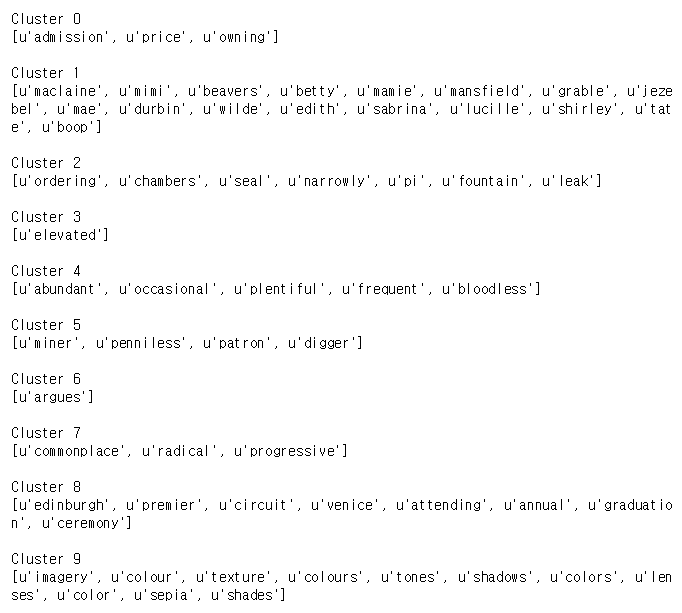 Cluster 0
[u'admission', u'price', u'owning']
Cluster 1
[u'maclaine', u'mimi', u'beavers', u'betty', u'mamie', u'mansfield', u'grable', u'jeze
bel', u'mae', u'durbin', u'wilde', u'edith', u'sabrina', u'lucille', u'shirley', u'tat
e', u'boop']
Cluster 2
[u'ordering', u'chambers', u'seal', u'narrowly', u'pi', u'fountain', u'leak']
Cluster 3
[u'elevated']
Cluster 4
[u'abundant', u'occasional', u'plentiful', u'frequent', u'bloodless']
Cluster 5
[u'miner', u'penniless', u'patron', u'digger']
Cluster 6
[u'argues']
Cluster 7
[u'commonplace', u'radical', u'progressive']
Cluster 8
[u'edinburgh', u'premier', u'circuit', u'venice', u'attending', u'annual', u'graduatio
n', u'ceremony']
Cluster 9
[u'imagery', u'colour', u'texture', u'colours', u'tones', u'shadows', u'colors', u'len
ses', u'color', u'sepia', u'shades']